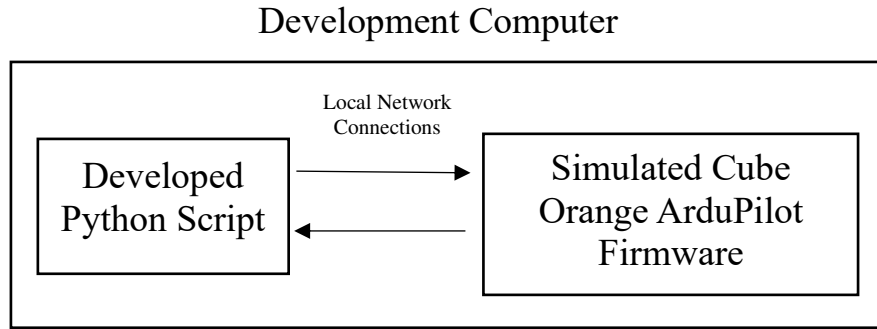 Development Computer
Local Network
Connections
Developed
Python Script
Simulated Cube
Orange ArduPilot
Firmware